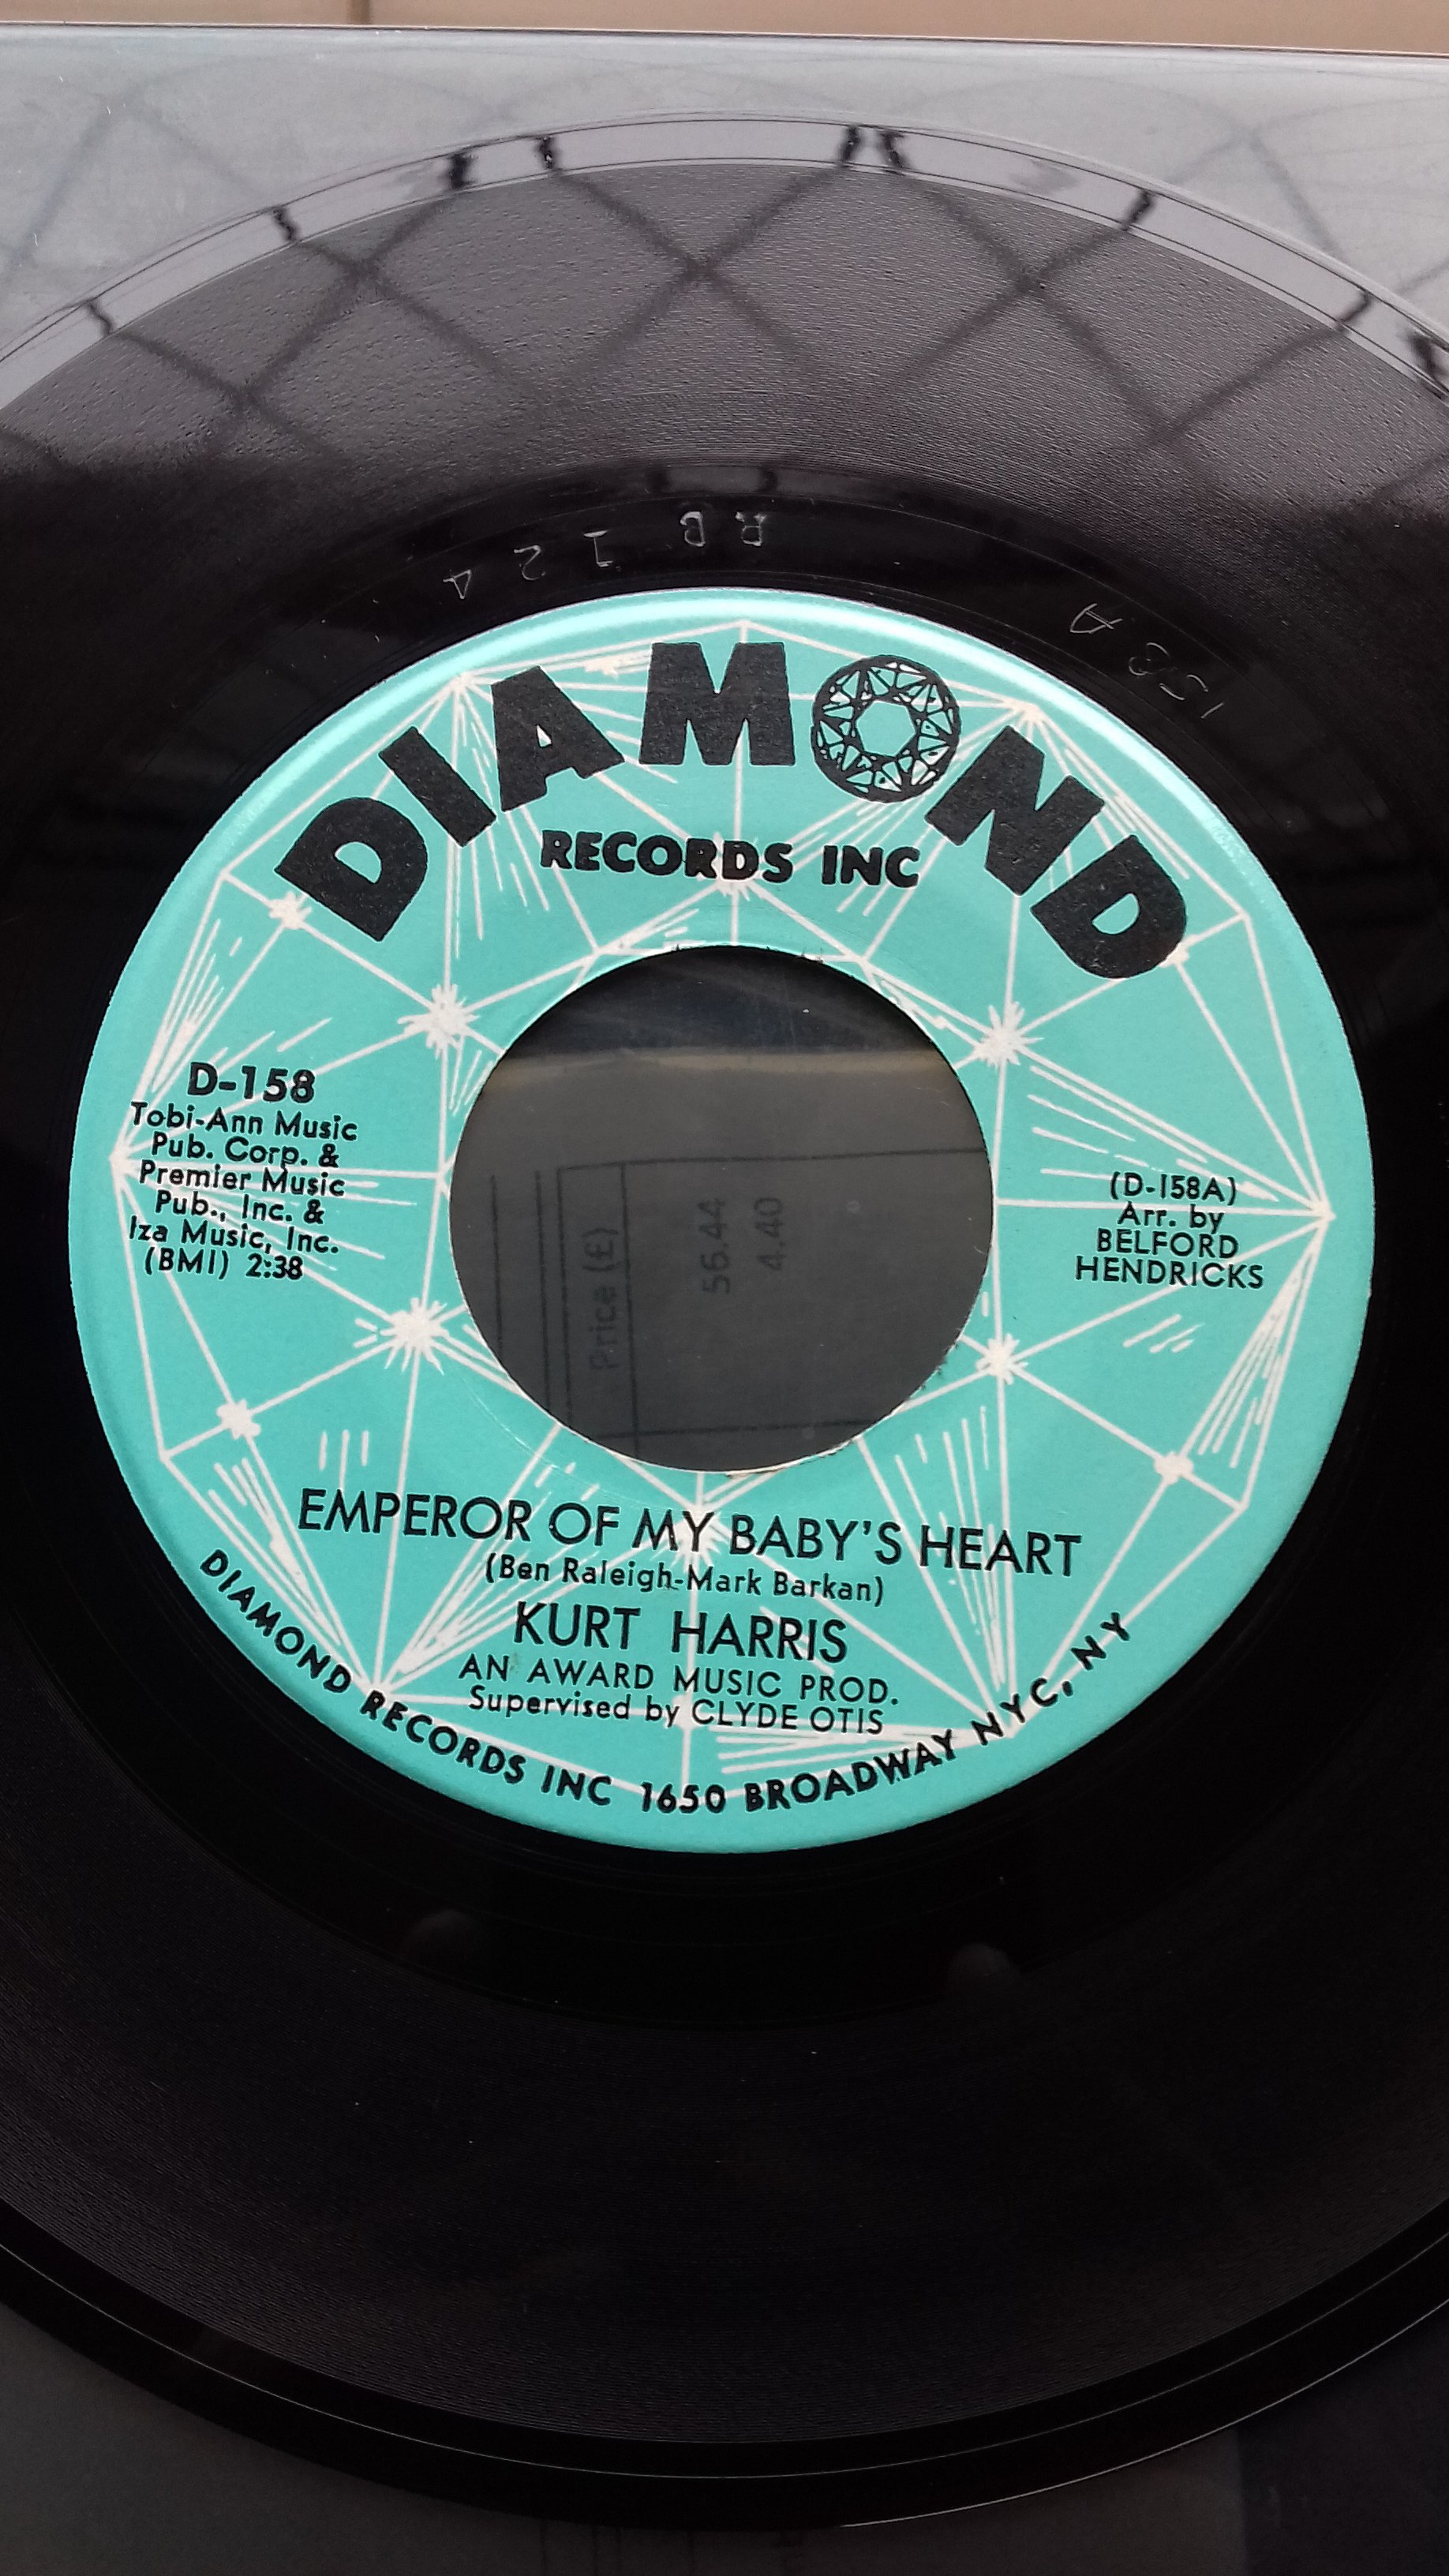 RB 124
158A
DIAMOND
RECORDS INC
D-158
Tobi-Ann Music
Pub. Corp. &
Premier Music
Pub., Inc. &
Iza Music, Inc.
(BMI) 2:38
(D-158A)
Arr. by
BELFORD
HENDRICKS
Price (£)
56.44
4.40
EMPEROR OF MY BABY'S HEART
(Ben Raleigh-Mark Barkan)
KURT HARRIS
AN AWARD MUSIC PROD.
Supervised by CLYDE OTIS
DIAMOND RECORDS INC 1650 BROADWAY NYC, NY